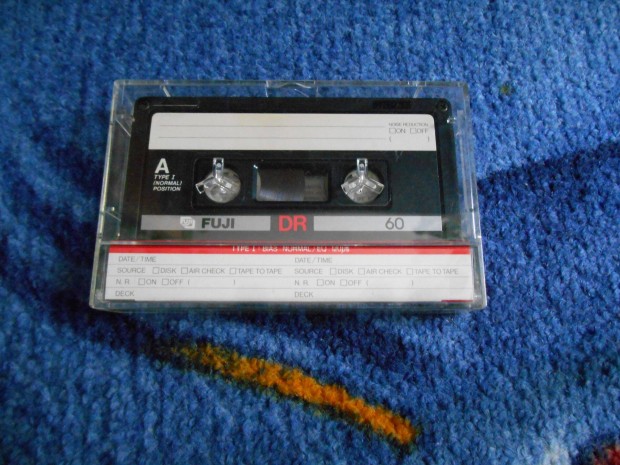 NOISE REDUCTION
□ON □OFF
( )
A
TYPE I
(NORMAL)
POSITION
FUJI DR 60
TYPE I · BIAS NORMAL/EQ 120μs
DATE/TIME DATE/TIME
SOURCE □DISK □AIR CHECK □TAPE TO TAPE SOURCE □DISK □AIR CHECK □TAPE TO TAPE
N. R. □ON □OFF ( ) N. R. □ON □OFF ( )
DECK DECK